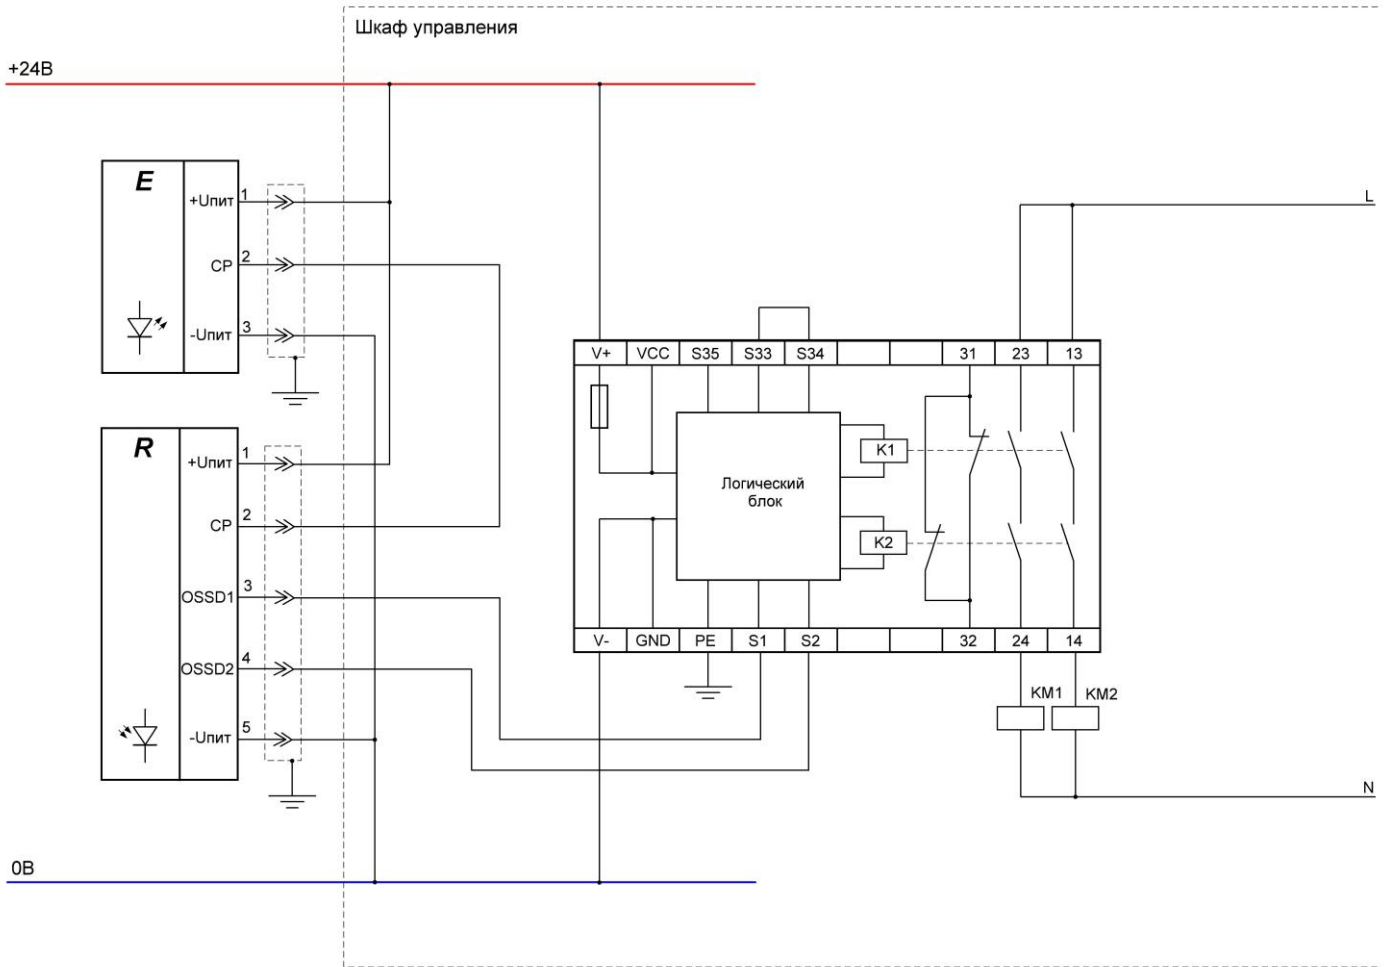 Шкаф управления
+24В
E
+Uпит 1
CP 2
-Uпит 3
R
+Uпит 1
CP 2
OSSD1 3
OSSD2 4
-Uпит 5
0В
L
V+ VCC S35 S33 S34 31 23 13
K1
Логический
блок
K2
V- GND PE S1 S2 32 24 14
KM1 KM2
N